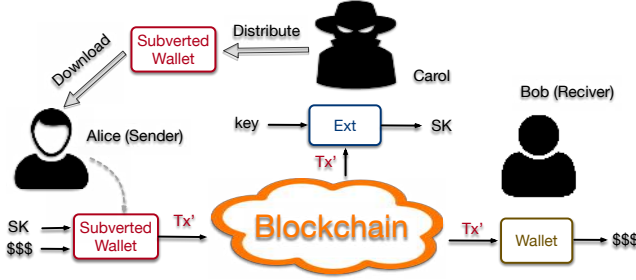 Distribute
Download
Subverted
Wallet
Carol
Bob (Reciver)
Alice (Sender)
key
Ext
SK
Tx'
SK
$$$
Subverted
Wallet
Tx'
Blockchain
Tx'
Wallet
$$$